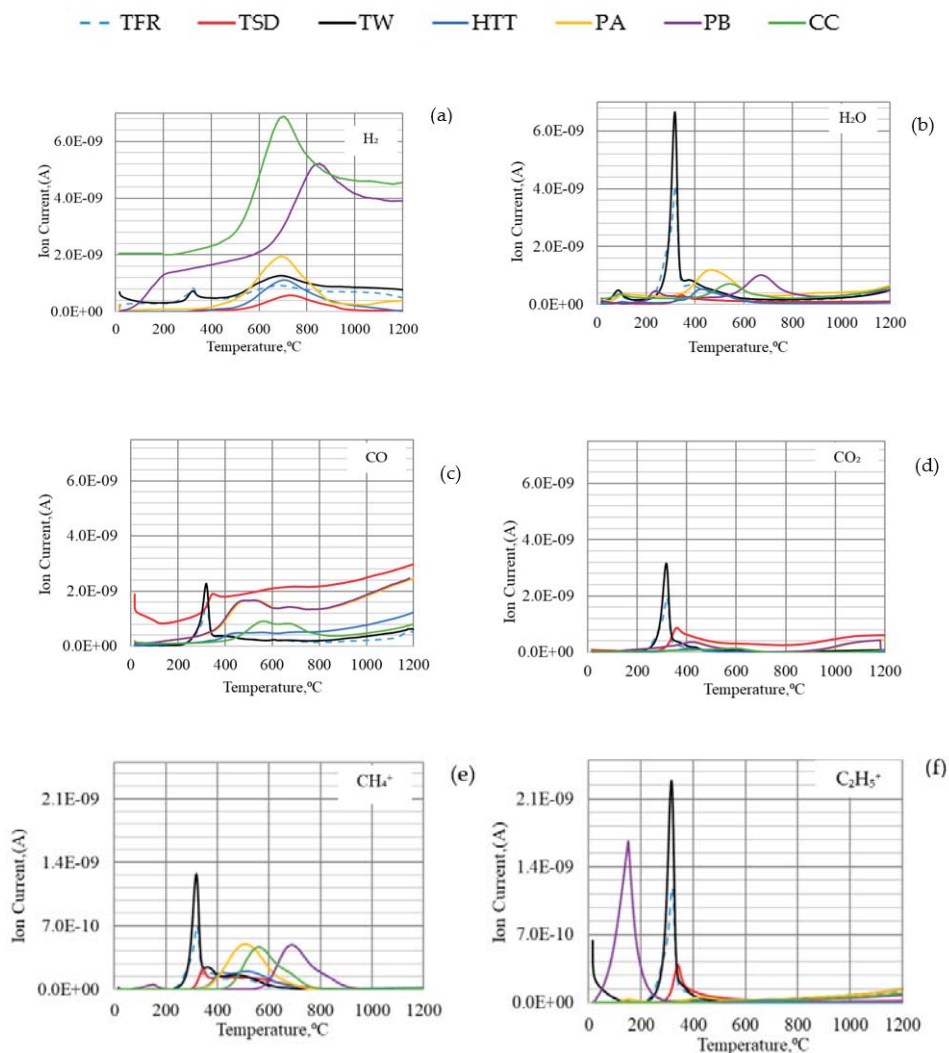 TFR TSD TW HTT PA PB CC
(a)
H₂
6.0E-09
4.0E-09
2.0E-09
0.0E+00
Ion Current,(A)
0 200 400 600 800 1000 1200
Temperature,ºC
(b)
H₂O
6.0E-09
4.0E-09
2.0E-09
0.0E+00
Ion Current,(A)
0 200 400 600 800 1000 1200
Temperature,ºC
(c)
CO
6.0E-09
4.0E-09
2.0E-09
0.0E+00
Ion Current,(A)
0 200 400 600 800 1000 1200
Temperature,ºC
(d)
CO₂
6.0E-09
4.0E-09
2.0E-09
0.0E+00
Ion Current,(A)
0 200 400 600 800 1000 1200
Temperature,ºC
(e)
CH₄⁺
2.1E-09
1.4E-09
7.0E-10
0.0E+00
Ion Current,(A)
0 200 400 600 800 1000 1200
Temperature,ºC
(f)
C₂H₅⁺
2.1E-09
1.4E-09
7.0E-10
0.0E+00
Ion Current,(A)
0 200 400 600 800 1000 1200
Temperature,ºC